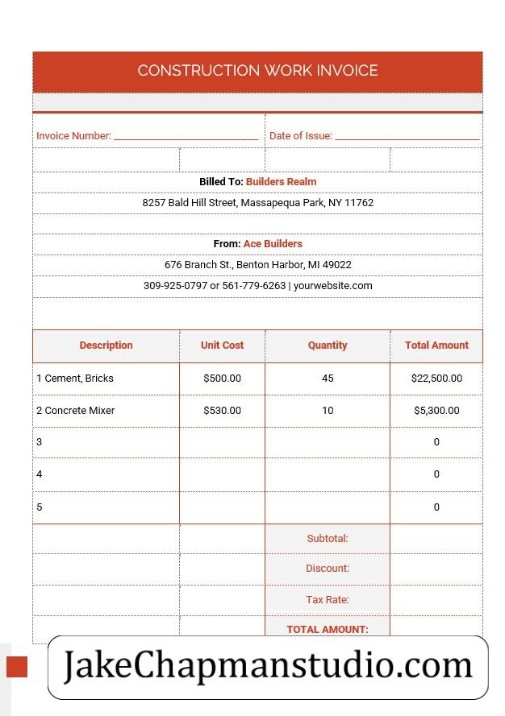 CONSTRUCTION WORK INVOICE
Invoice Number: ____________________ Date of Issue: ____________________
Billed To: Builders Realm
8257 Bald Hill Street, Massapequa Park, NY 11762
From: Ace Builders
676 Branch St., Benton Harbor, MI 49022
309-925-0797 or 561-779-6263 | yourwebsite.com
Description Unit Cost Quantity Total Amount
1 Cement, Bricks $500.00 45 $22,500.00
2 Concrete Mixer $530.00 10 $5,300.00
3 0
4 0
5 0
Subtotal:
Discount:
Tax Rate:
TOTAL AMOUNT:
JakeChapmanstudio.com